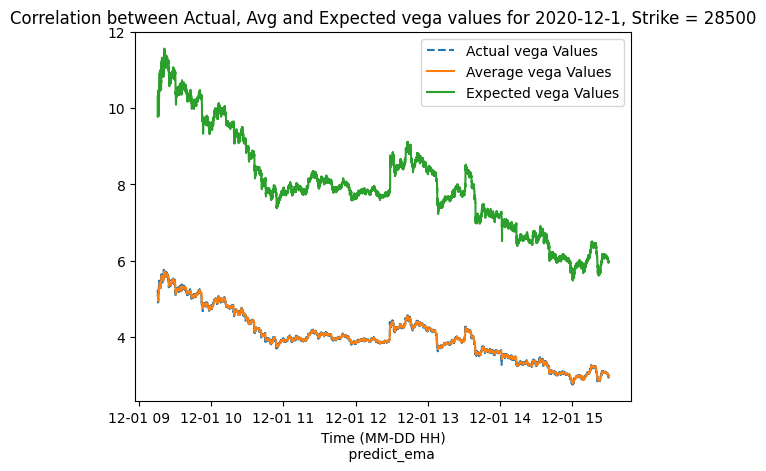 Correlation between Actual, Avg and Expected vega values for 2020-12-1, Strike = 28500
12
10
8
6
4
Actual vega Values
Average vega Values
Expected vega Values
12-01 09 12-01 10 12-01 11 12-01 12 12-01 13 12-01 14 12-01 15
Time (MM-DD HH)
predict_ema